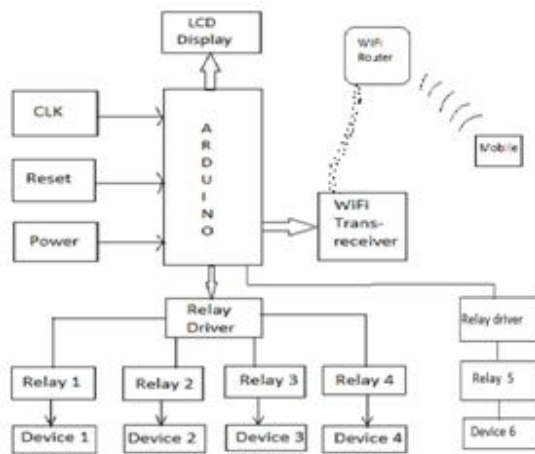 LCD
Display
WiFi
Router
CLK
Mobile
A
R
D
U
I
N
O
Reset
Power
WiFi
Trans-
receiver
Relay
Driver
Relay driver
Relay 1
Relay 2
Relay 3
Relay 4
Relay 5
Device 1
Device 2
Device 3
Device 4
Device 6